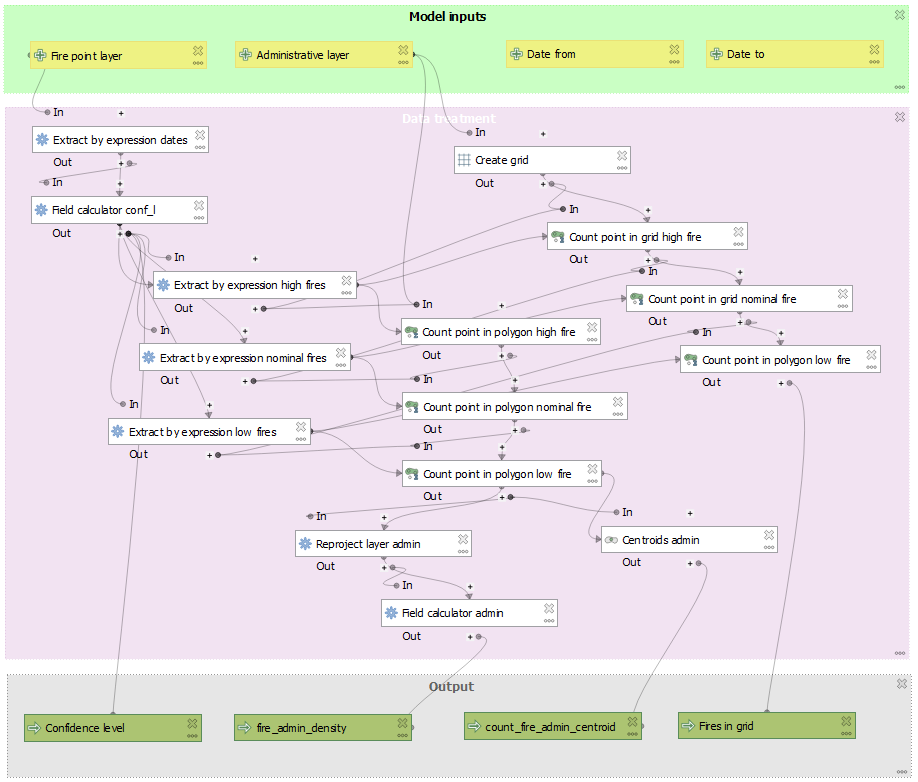 Model inputs
Fire point layer
Administrative layer
Date from
Date to
Data treatment
In
Extract by expression dates
Out
In
Create grid
Out
In
Field calculator conf_l
Out
In
Count point in grid high fire
Out
In
Extract by expression high fires
Out
In
Count point in grid nominal fire
Out
In
Count point in polygon high fire
Out
In
Extract by expression nominal fires
Out
In
Count point in polygon low fire
Out
In
Count point in polygon nominal fire
Out
In
Extract by expression low fires
Out
In
Count point in polygon low fire
Out
In
Reproject layer admin
Out
In
Centroids admin
Out
In
Field calculator admin
Out
Output
Confidence level
fire_admin_density
count_fire_admin_centroid
Fires in grid